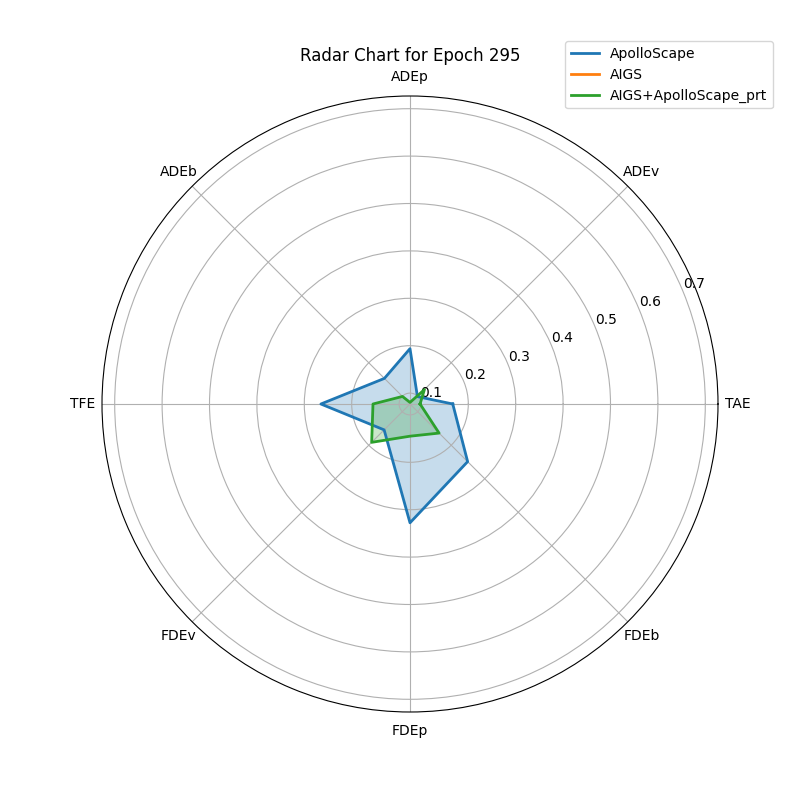 Radar Chart for Epoch 295
ApolloScape
AIGS
AIGS+ApolloScape_prt
ADEp
ADEb
ADEv
0.7
0.6
0.5
0.4
0.3
0.2
0.1
TFE
TAE
FDEv
FDEb
FDEp